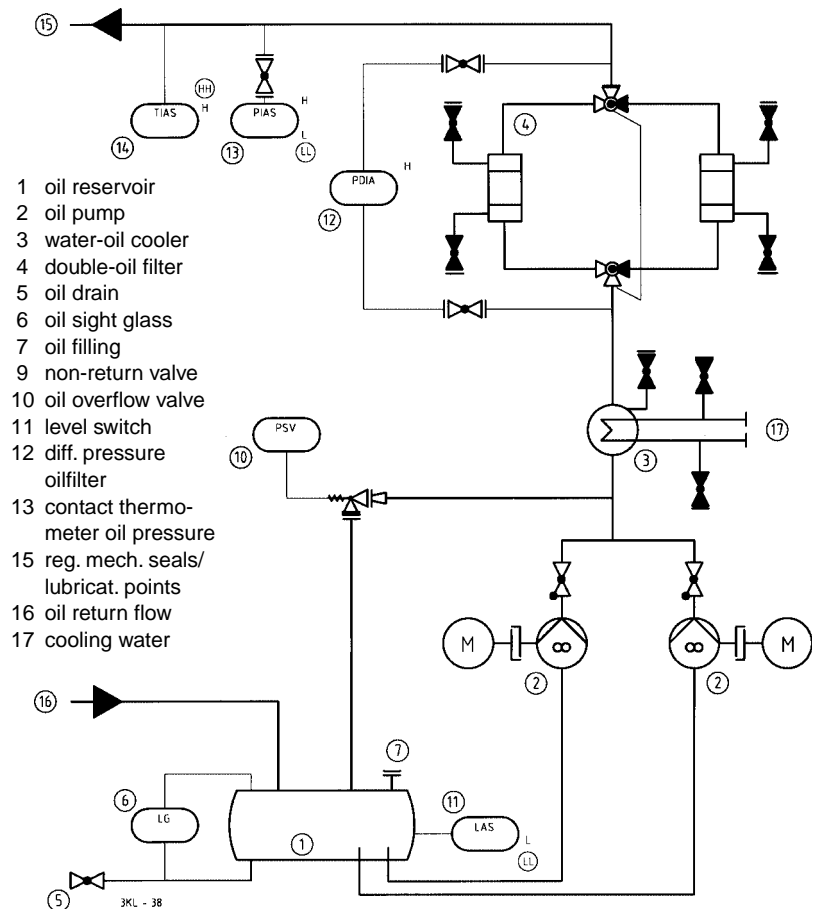 15
TIAS
HH
H
14
PIAS
H
L
LL
13
4
PDIA
H
12
1 oil reservoir
2 oil pump
3 water-oil cooler
4 double-oil filter
5 oil drain
6 oil sight glass
7 oil filling
9 non-return valve
10 oil overflow valve
11 level switch
12 diff. pressure
oilfilter
13 contact thermo-
meter oil pressure
15 reg. mech. seals/
lubricat. points
16 oil return flow
17 cooling water
17
3
PSV
10
M
M
2
2
16
7
6
LG
11
LAS
L
LL
1
5
3KL - 38